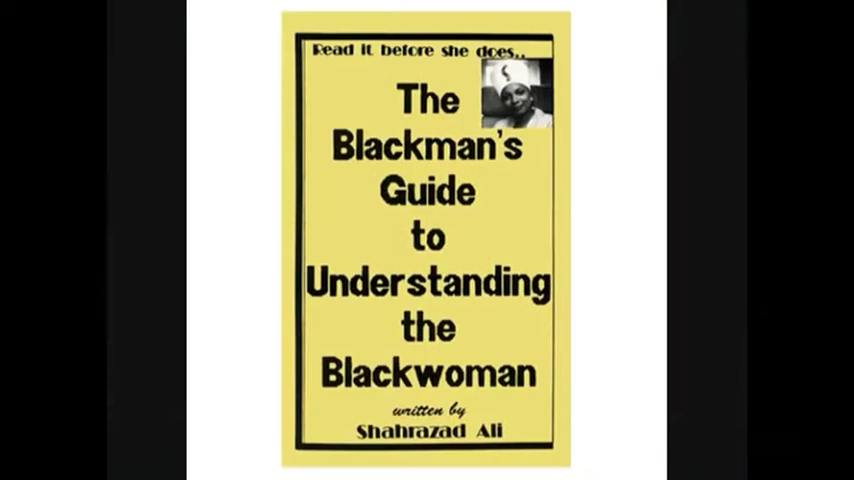 Read it before she does..
The
Blackman's
Guide
to
Understanding
the
Blackwoman
written by
Shahrazad Ali